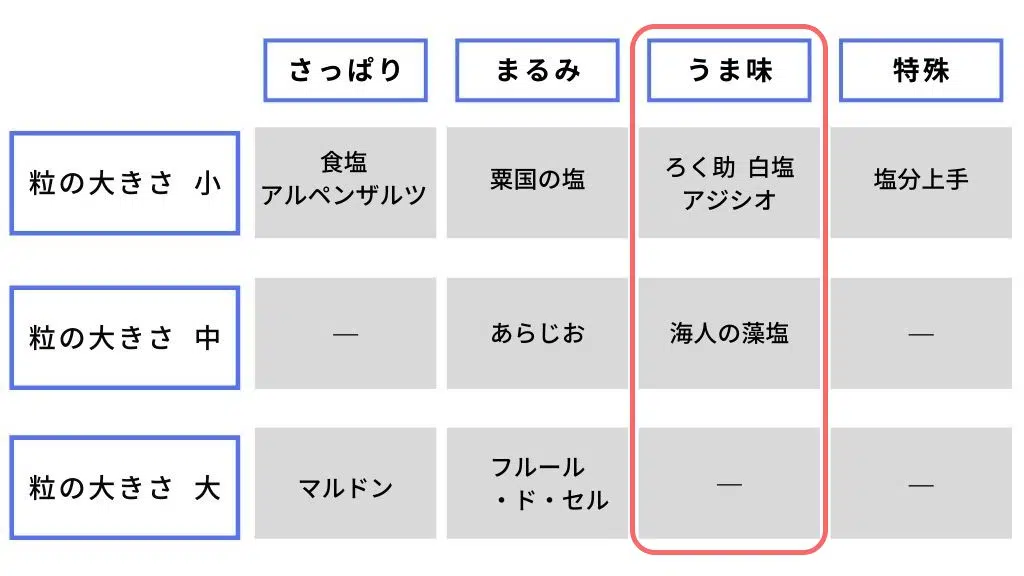 さっぱり まるみ うま味 特殊
粒の大きさ 小
食塩
アルペンザルツ
粟国の塩
ろく助 白塩
アジシオ
塩分上手
粒の大きさ 中
—
あらじお
海人の藻塩
—
粒の大きさ 大
マルドン
フルール
・ド・セル
—
—